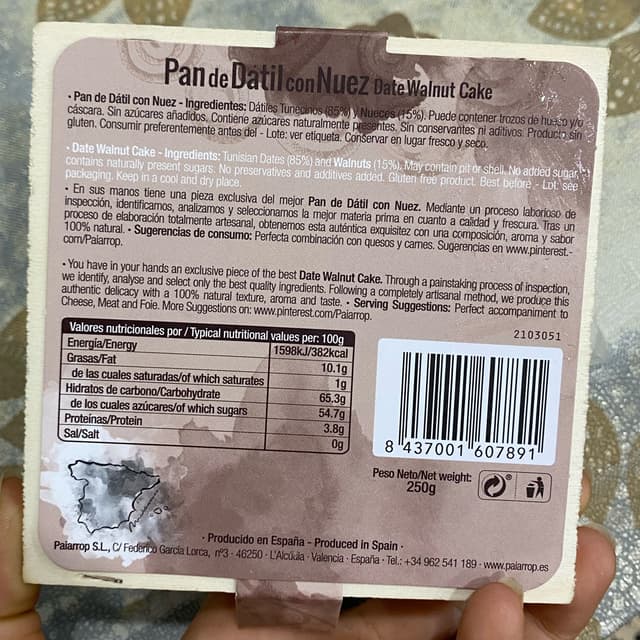 Pan de Dátil con Nuez Date Walnut Cake
• Pan de Dátil con Nuez - Ingredientes: Dátiles Tunecinos (85%) y Nueces (15%). Puede contener trozos de hueso y/o
cáscara. Sin azúcares añadidos. Contiene azúcares naturalmente presentes. Sin conservantes ni aditivos. Producto sin
gluten. Consumir preferentemente antes del - Lote: ver etiqueta. Conservar en lugar fresco y seco.
• Date Walnut Cake - Ingredients: Tunisian Dates (85%) and Walnuts (15%). May contain pit or shell. No added sugar,
contains naturally present sugars. No preservatives and additives added. Gluten free product. Best before - Lot: see
packaging. Keep in a cool and dry place.
• En sus manos tiene una pieza exclusiva del mejor Pan de Dátil con Nuez. Mediante un proceso laborioso de
inspección, identificamos, analizamos y seleccionamos la mejor materia prima en cuanto a calidad y frescura. Tras un
proceso de elaboración totalmente artesanal, obtenemos esta auténtica exquisitez con una composición, aroma y sabor
100% natural. • Sugerencias de consumo: Perfecta combinación con quesos y carnes. Sugerencias en www.pinterest.-
com/Paiarrop.
• You have in your hands an exclusive piece of the best Date Walnut Cake. Through a painstaking process of inspection,
we identify, analyse and select only the best quality ingredients. Following a completely artisanal method, we produce this
authentic delicacy with a 100% natural texture, aroma and taste. • Serving Suggestions: Perfect accompaniment to
Cheese, Meat and Foie. More Suggestions on: www.pinterest.com/Paiarrop.
2103051
Valores nutricionales por / Typical nutritional values per: 100g
Energía/Energy 1598kJ/382kcal
Grasas/Fat 10.1g
de las cuales saturadas/of which saturates 1g
Hidratos de carbono/Carbohydrate 65.3g
de los cuales azúcares/of which sugars 54.7g
Proteínas/Protein 3.8g
Sal/Salt 0g
8 437001 607891
Peso Neto/Net weight:
250g
• Producido en España - Produced in Spain •
Paiarrop S.L., C/ Federico García Lorca, nº3 · 46250 · L'Alcúdia · Valencia · España · Tel.: +34 962 541 189 · www.paiarrop.es